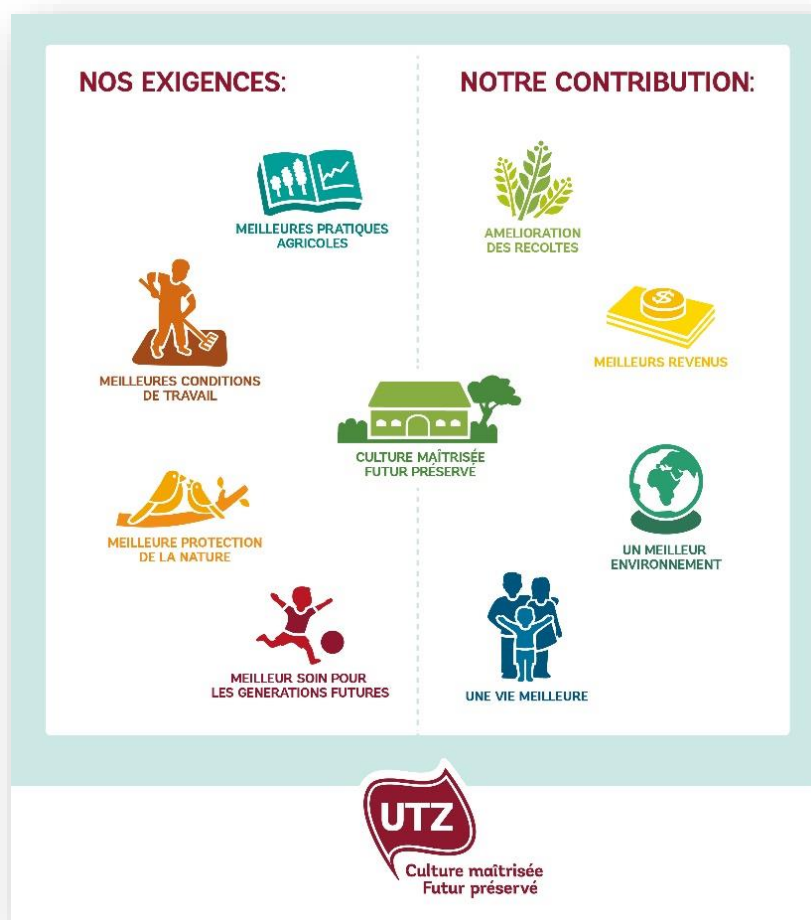 NOS EXIGENCES:
MEILLEURES PRATIQUES
AGRICOLES
MEILLEURES CONDITIONS
DE TRAVAIL
MEILLEURE PROTECTION
DE LA NATURE
MEILLEUR SOIN POUR
LES GENERATIONS FUTURES
CULTURE MAÎTRISÉE
FUTUR PRÉSERVÉ
NOTRE CONTRIBUTION:
AMELIORATION
DES RECOLTES
$
MEILLEURS REVENUS
UN MEILLEUR
ENVIRONNEMENT
UNE VIE MEILLEURE
UTZ
Culture maîtrisée
Futur préservé